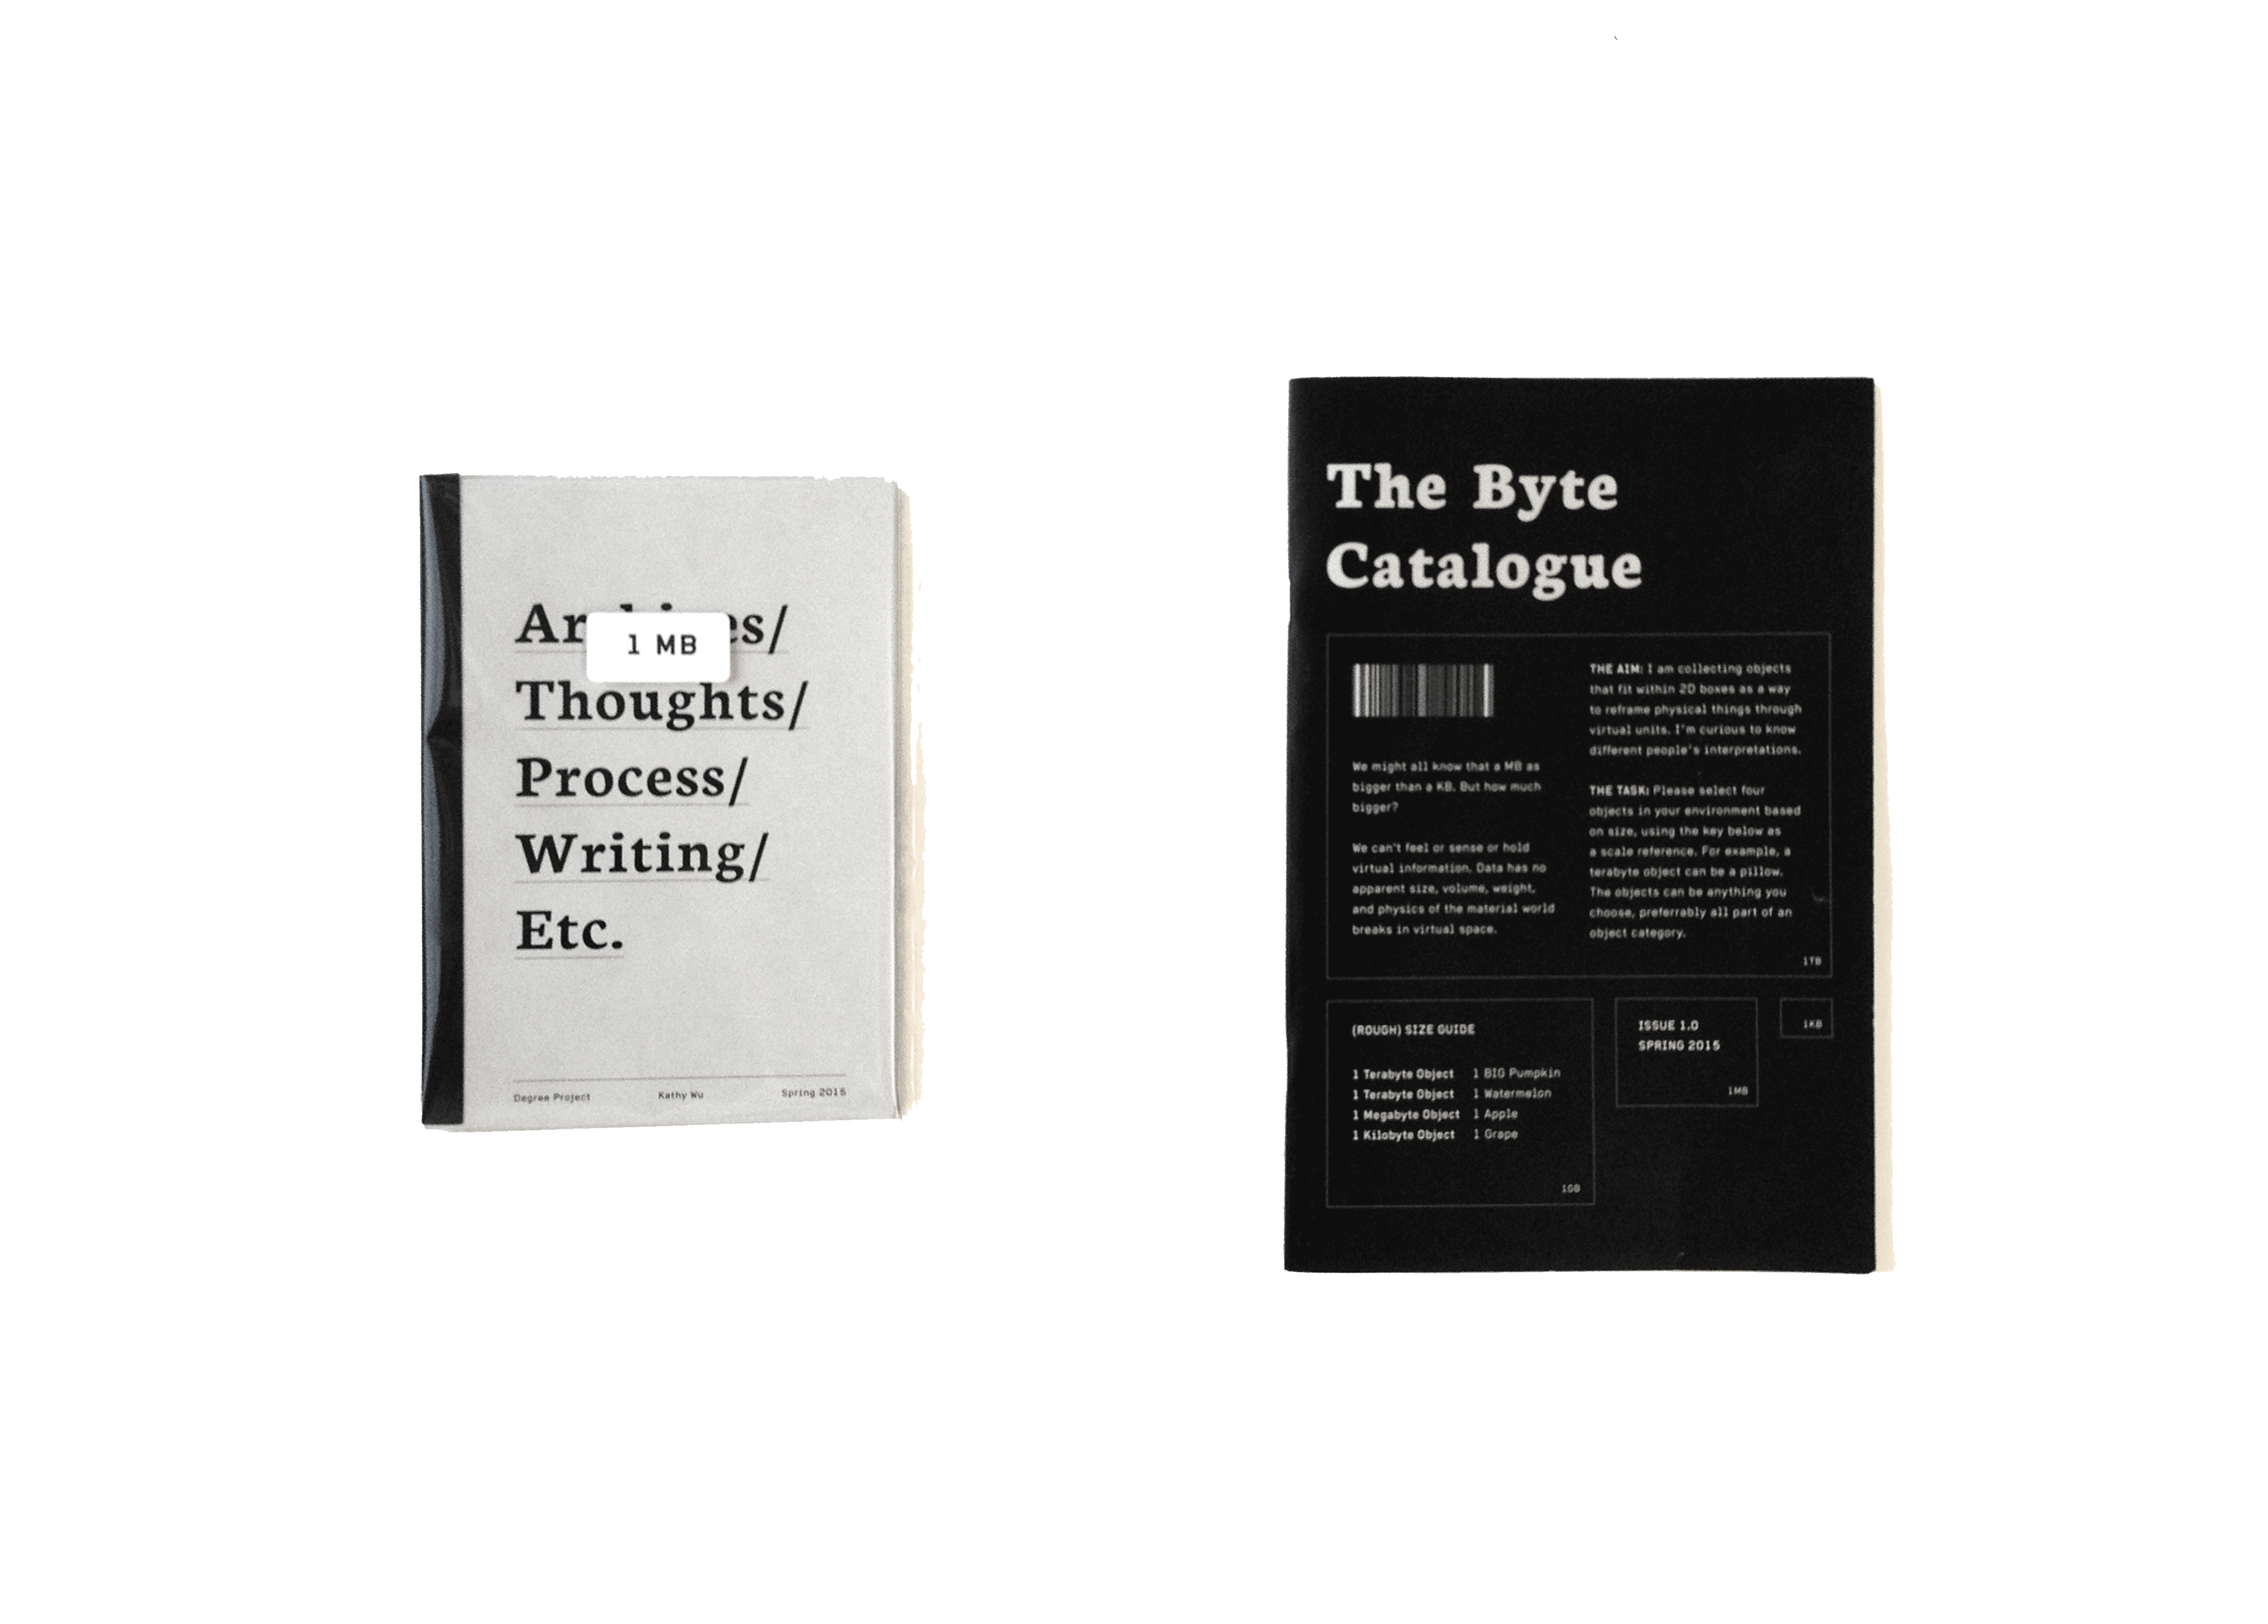 Ar es/
1 MB
Thoughts/
Process/
Writing/
Etc.
Degree Project Kathy Wu Spring 2015
The Byte
Catalogue
We might all know that a MB as
bigger than a KB. But how much
bigger?
We can't feel or sense or hold
virtual information. Data has no
apparent size, volume, weight,
and physics of the material world
breaks in virtual space.
THE AIM: I am collecting objects
that fit within 2D boxes as a way
to reframe physical things through
virtual units. I'm curious to know
different people's interpretations.
THE TASK: Please select four
objects in your environment based
on size, using the key below as
a scale reference. For example, a
terabyte object can be a pillow.
The objects can be anything you
choose, preferrably all part of an
object category.
1TB
(ROUGH) SIZE GUIDE
1 Terabyte Object 1 BIG Pumpkin
1 Terabyte Object 1 Watermelon
1 Megabyte Object 1 Apple
1 Kilobyte Object 1 Grape
1GB
ISSUE 1.0
SPRING 2015
1MB
1KB